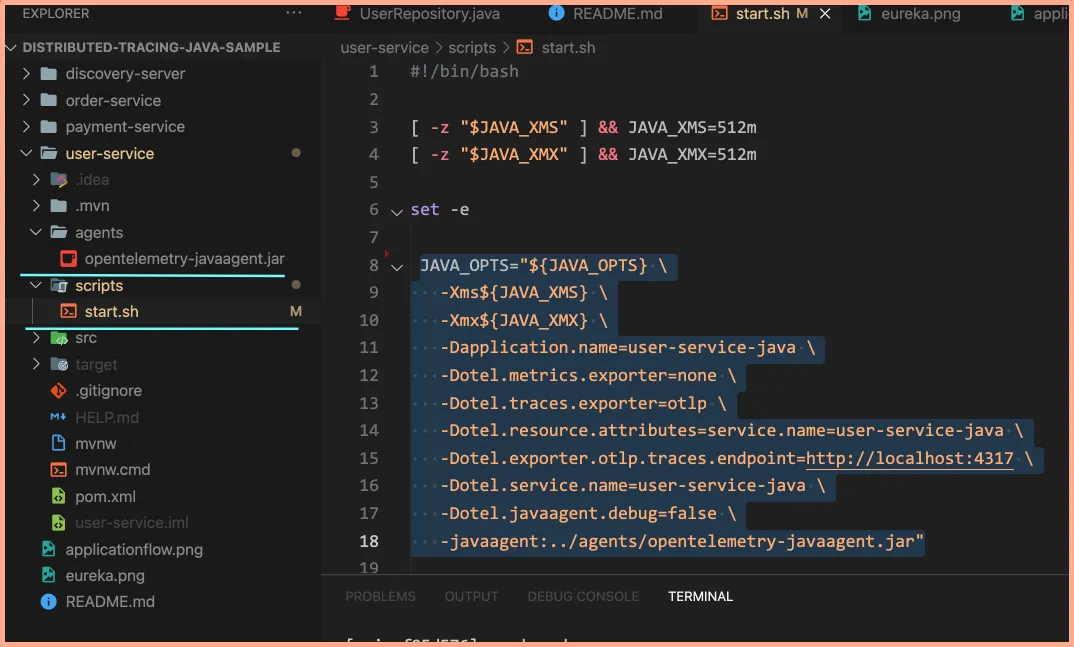 EXPLORER ...
UserRepository.java README.md start.sh M eureka.png appli
DISTRIBUTED-TRACING-JAVA-SAMPLE
discovery-server
order-service
payment-service
user-service
.idea
.mvn
agents
opentelemetry-javaagent.jar
scripts
start.sh M
src
target
.gitignore
HELP.md
mvnw
mvnw.cmd
pom.xml
user-service.iml
applicationflow.png
eureka.png
README.md
user-service > scripts > start.sh
1 #!/bin/bash
2
3 [ -z "$JAVA_XMS" ] && JAVA_XMS=512m
4 [ -z "$JAVA_XMX" ] && JAVA_XMX=512m
5
6 set -e
7
8 JAVA_OPTS="${JAVA_OPTS} \
9 -Xms${JAVA_XMS} \
10 -Xmx${JAVA_XMX} \
11 -Dapplication.name=user-service-java \
12 -Dotel.metrics.exporter=none \
13 -Dotel.traces.exporter=otlp \
14 -Dotel.resource.attributes=service.name=user-service-java \
15 -Dotel.exporter.otlp.traces.endpoint=http://localhost:4317 \
16 -Dotel.service.name=user-service-java \
17 -Dotel.javaagent.debug=false \
18 -javaagent:../agents/opentelemetry-javaagent.jar"
19
PROBLEMS OUTPUT DEBUG CONSOLE TERMINAL